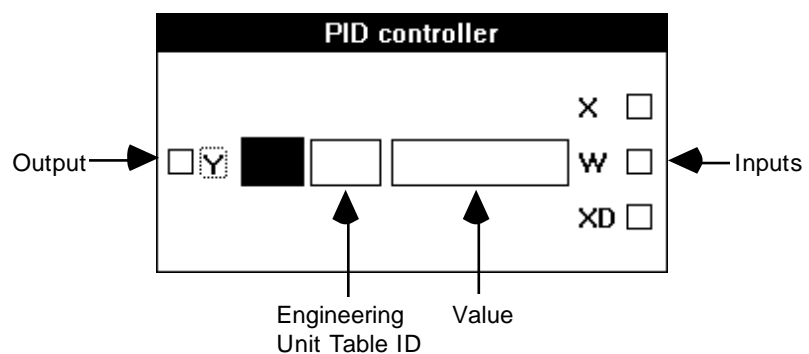 PID controller
X
Output
Y
W
Inputs
XD
Engineering
Unit Table ID
Value